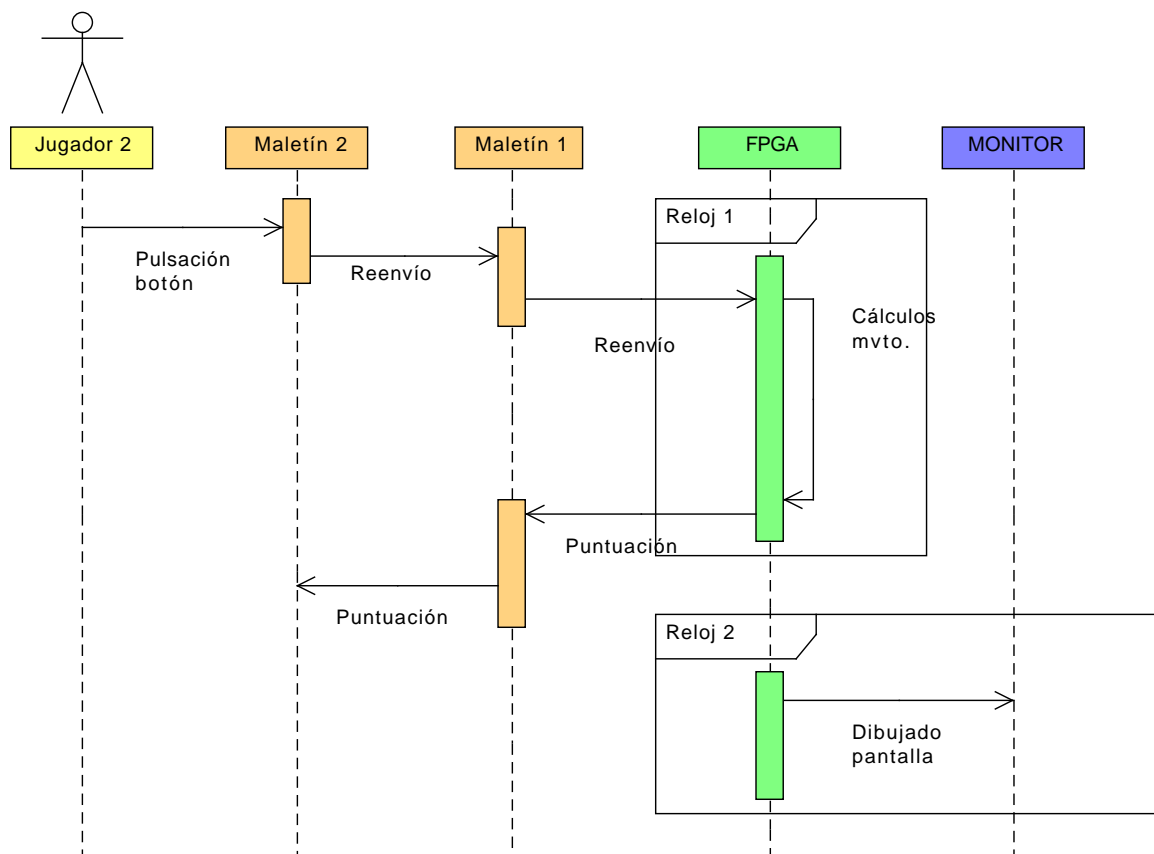 Jugador 2
Maletín 2
Maletín 1
FPGA
MONITOR
Reloj 1
Pulsación
botón
Reenvío
Reenvío
Cálculos
mvto.
Puntuación
Puntuación
Reloj 2
Dibujado
pantalla